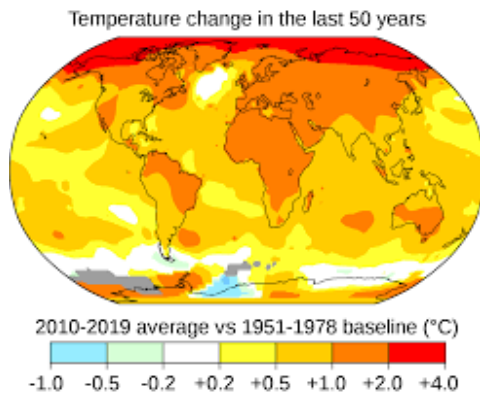 Temperature change in the last 50 years
2010-2019 average vs 1951-1978 baseline (°C)
-1.0 -0.5 -0.2 +0.2 +0.5 +1.0 +2.0 +4.0